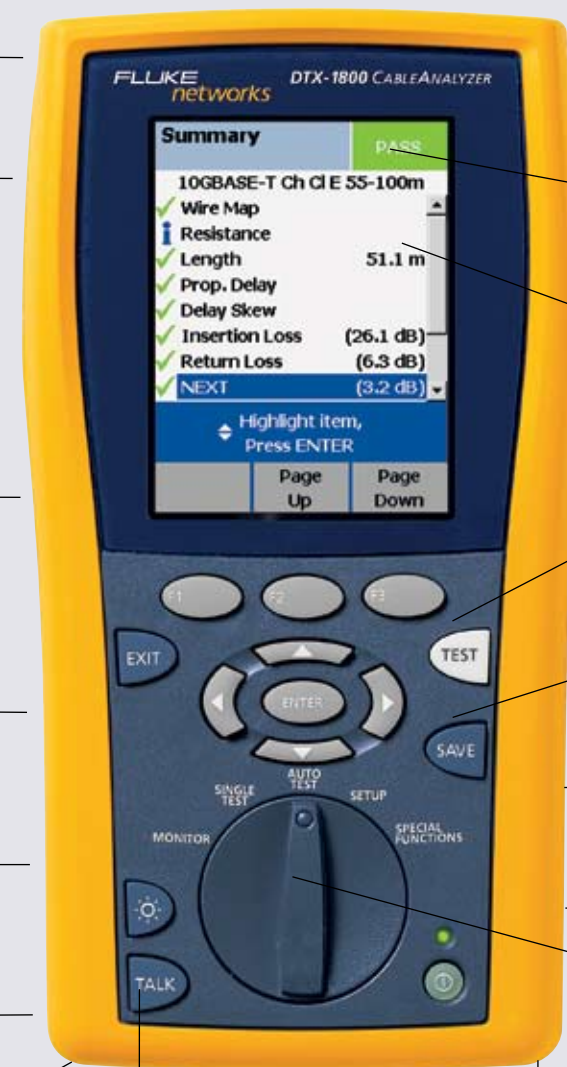 FLUKE networks DTX-1800 CABLEANALYZER
Summary PASS
10GBASE-T Ch Cl E 55-100m
Wire Map
i Resistance
Length 51.1 m
Prop. Delay
Delay Skew
Insertion Loss (26.1 dB)
Return Loss (6.3 dB)
NEXT (3.2 dB)
Highlight item,
Press ENTER
Page Up
Page Down
F1 F2 F3
EXIT TEST
ENTER
SAVE
SINGLE TEST
AUTO TEST
SETUP
MONITOR
SPECIAL FUNCTIONS
TALK